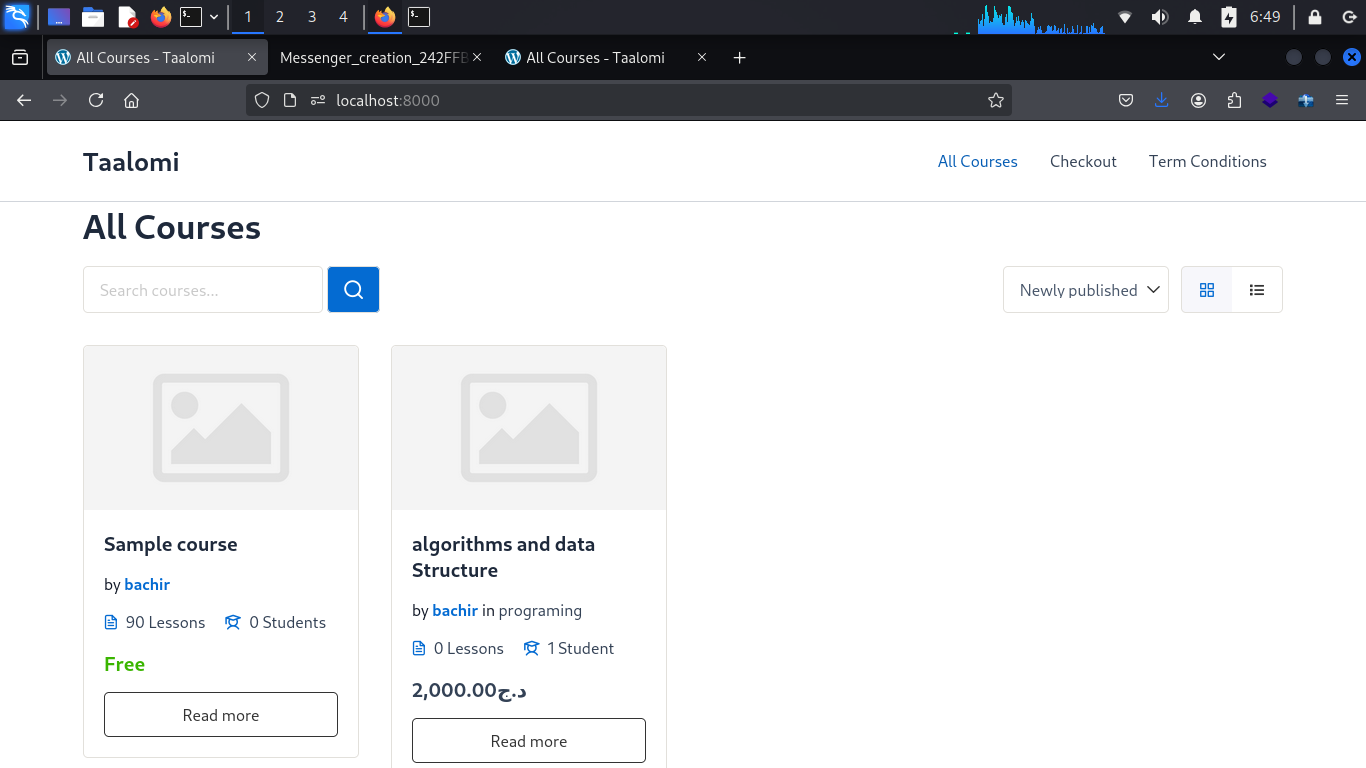 1 2 3 4
6:49
All Courses - Taalomi
Messenger_creation_242FFB
All Courses - Taalomi
localhost:8000
Taalomi
All Courses
Checkout
Term Conditions
All Courses
Search courses...
Newly published
Sample course
by bachir
90 Lessons
0 Students
Free
Read more
algorithms and data
Structure
by bachir in programing
0 Lessons
1 Student
2,000.00د.ج
Read more